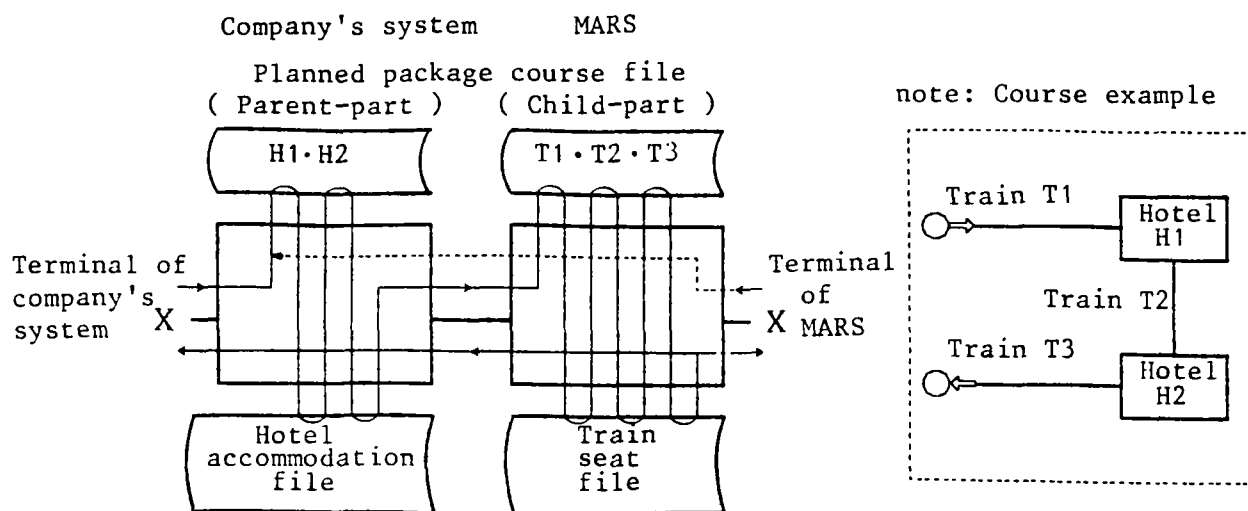 Company's system MARS
Planned package course file
( Parent-part ) ( Child-part )
H1·H2 T1·T2·T3
Terminal of
company's
system
X
X
Terminal
of
MARS
Hotel
accommodation
file
Train
seat
file
note: Course example
Train T1
Hotel
H1
Train T2
Train T3
Hotel
H2